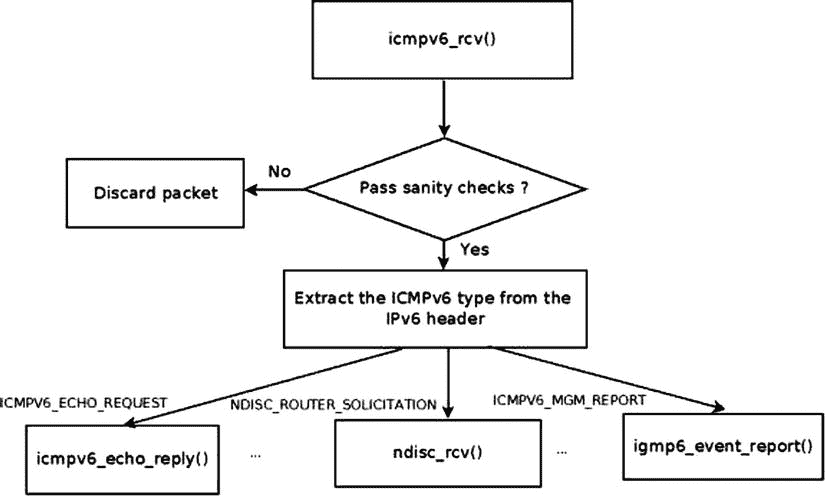 icmpv6_rcv()
Pass sanity checks ?
No
Discard packet
Yes
Extract the ICMPv6 type from the
IPv6 header
ICMPV6_ECHO_REQUEST
NDISC_ROUTER_SOLICITATION
ICMPV6_MGM_REPORT
icmpv6_echo_reply()
...
ndisc_rcv()
...
igmp6_event_report()